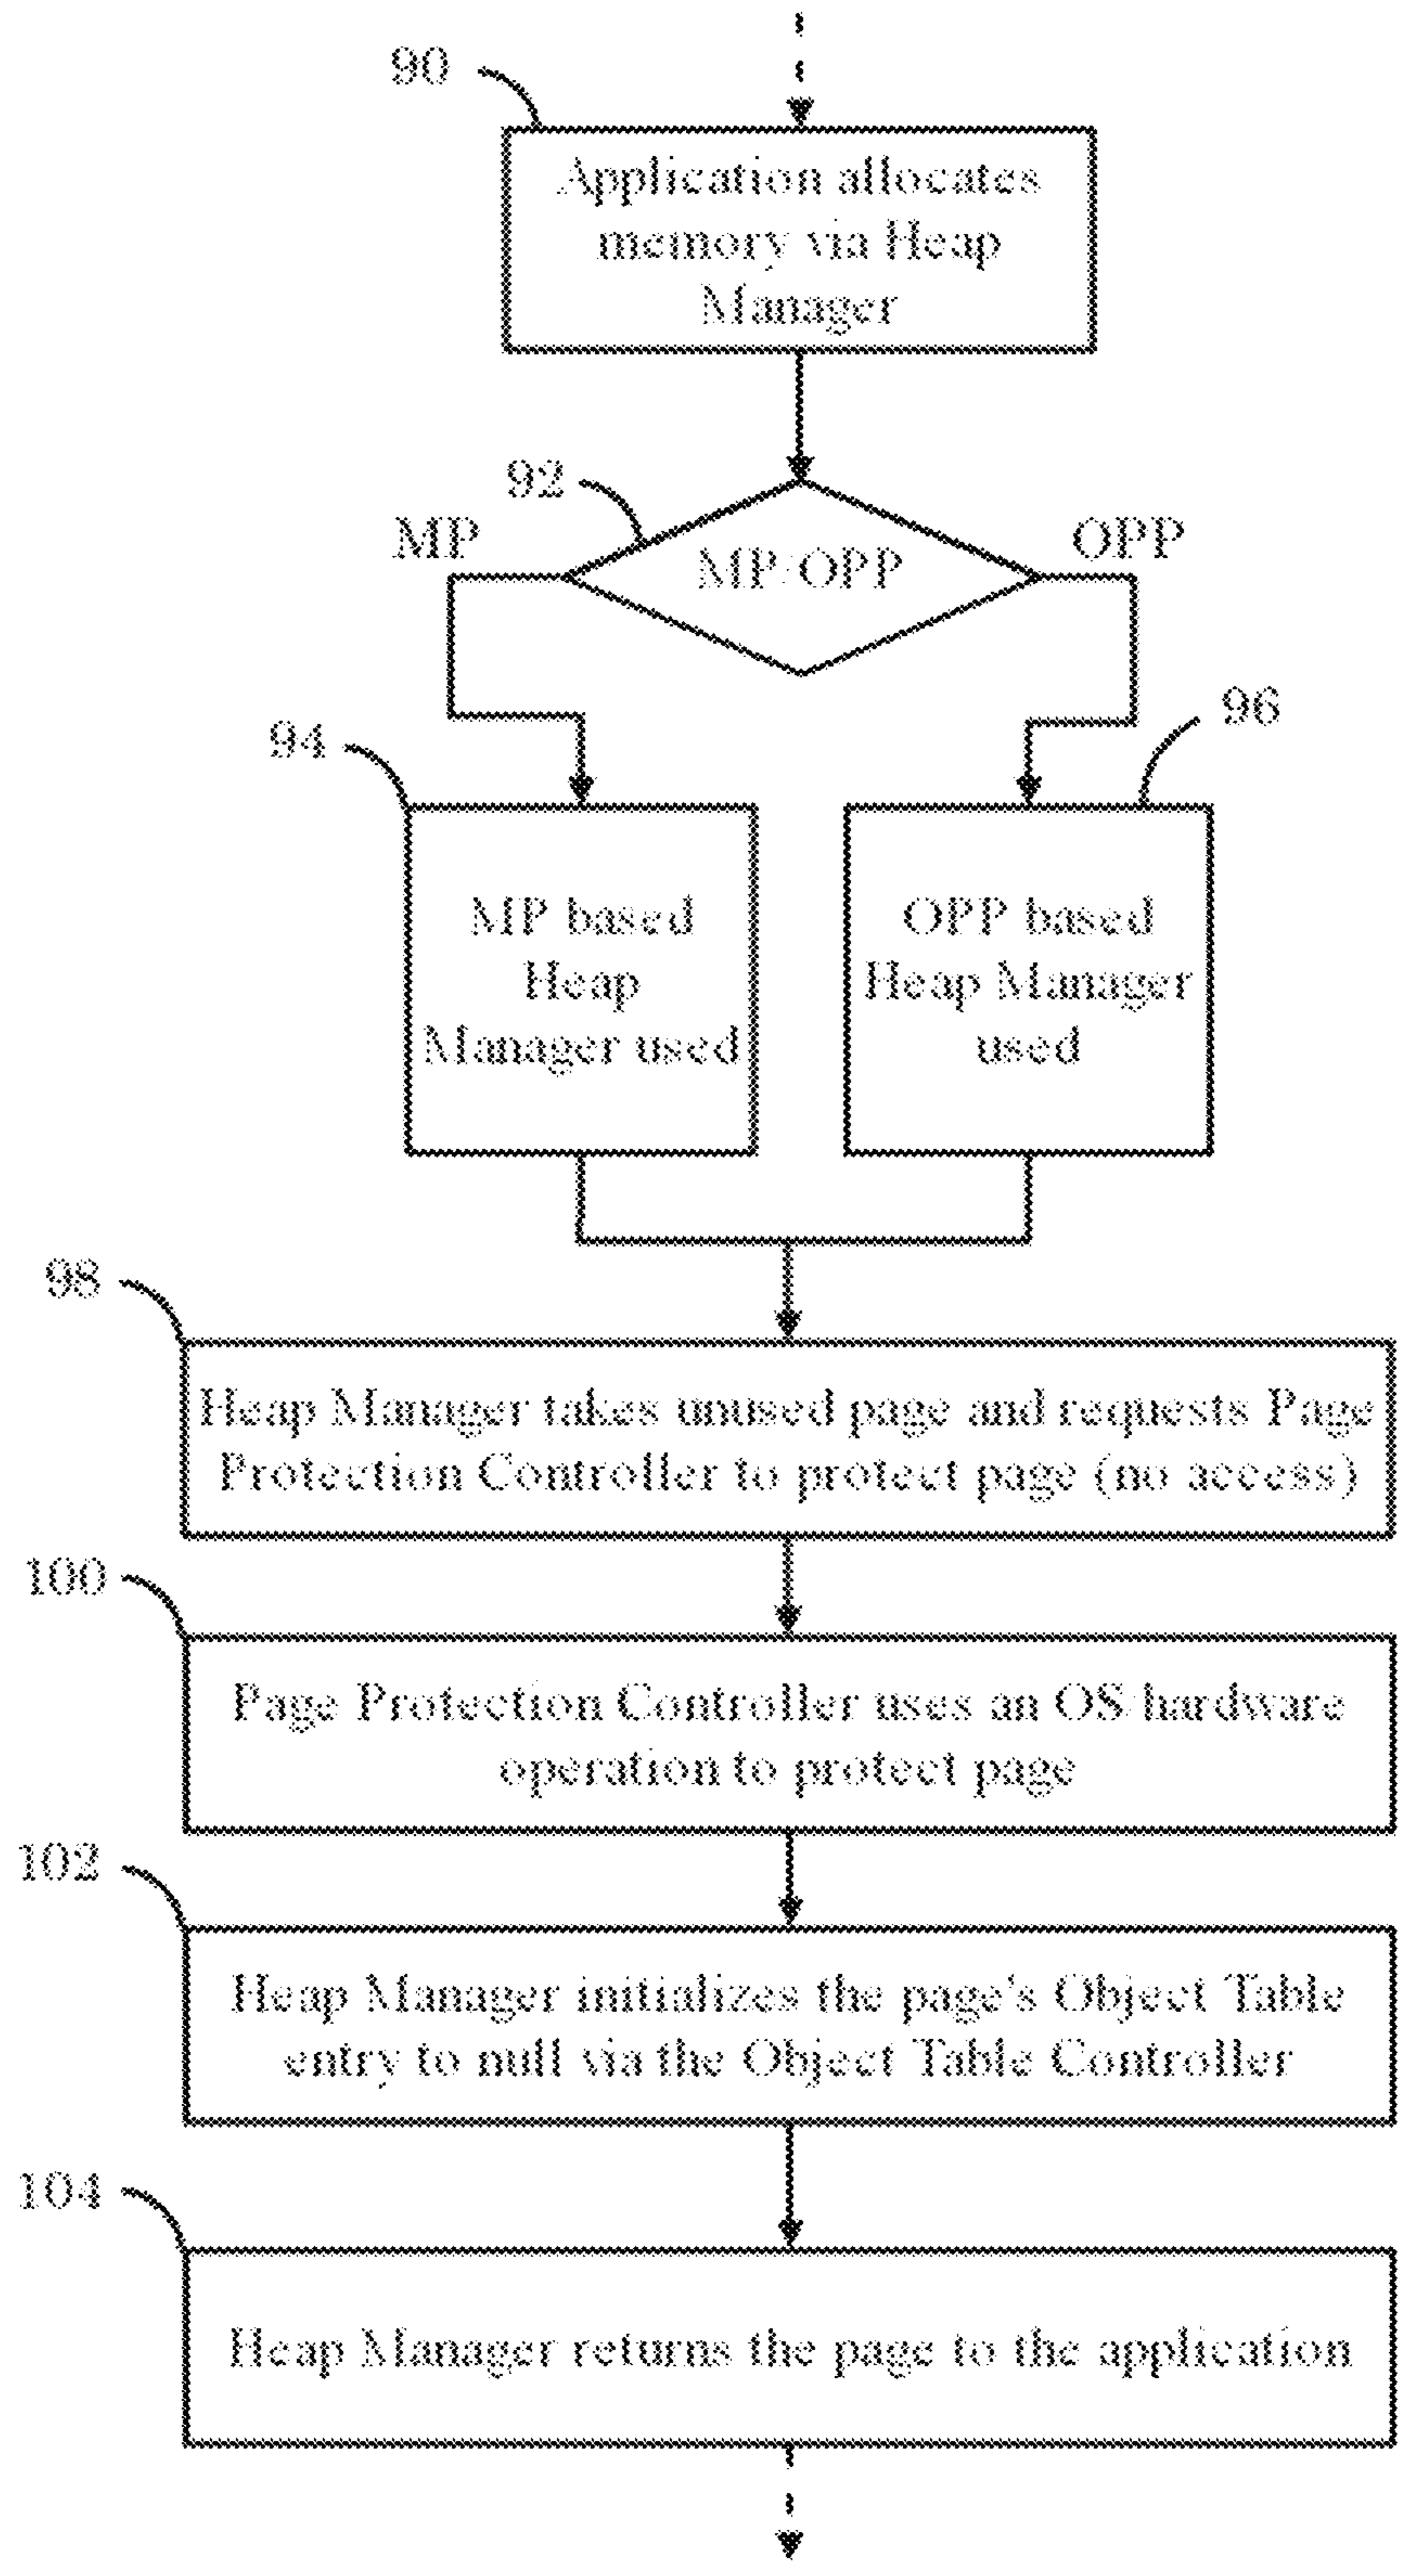 90
Application allocates
memory via Heap
Manager
92
MP
MP/OPP
OPP
94
96
MP based
Heap
Manager used
OPP based
Heap Manager
used
98
Heap Manager takes unused page and requests Page
Protection Controller to protect page (no access)
100
Page Protection Controller uses an OS/hardware
operation to protect page
102
Heap Manager initializes the page's Object Table
entry to null via the Object Table Controller
104
Heap Manager returns the page to the application